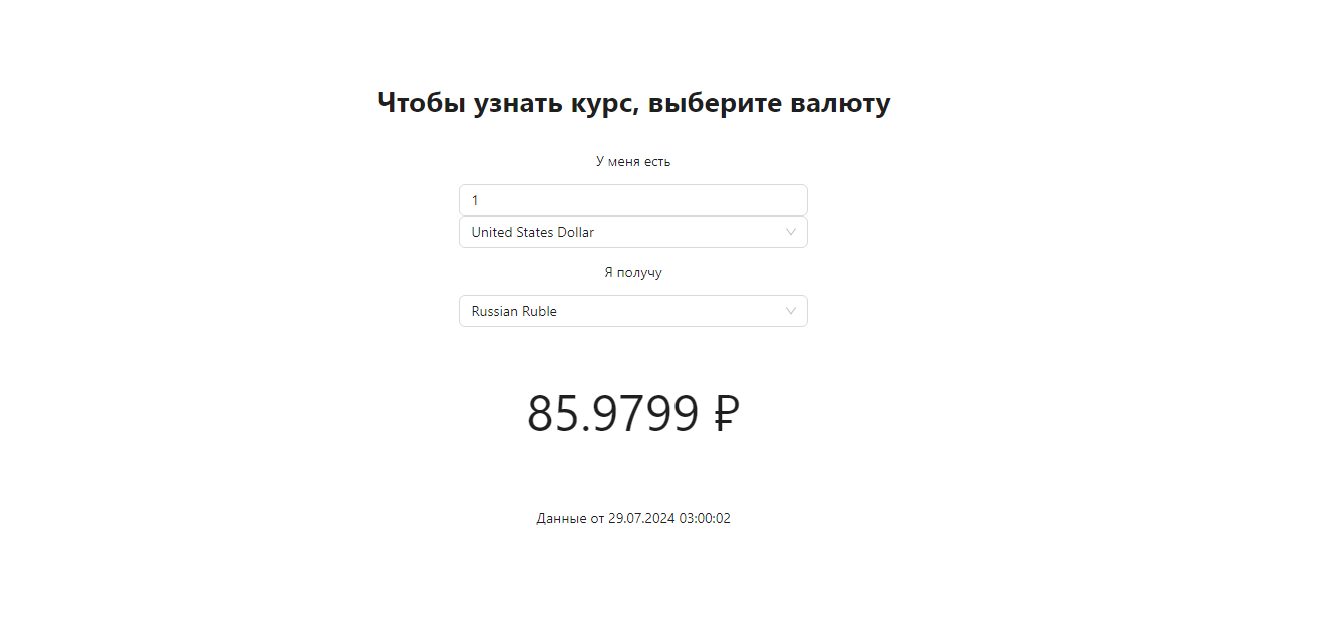 Чтобы узнать курс, выберите валюту
У меня есть
1
United States Dollar
Я получу
Russian Ruble
85.9799 ₽
Данные от 29.07.2024 03:00:02